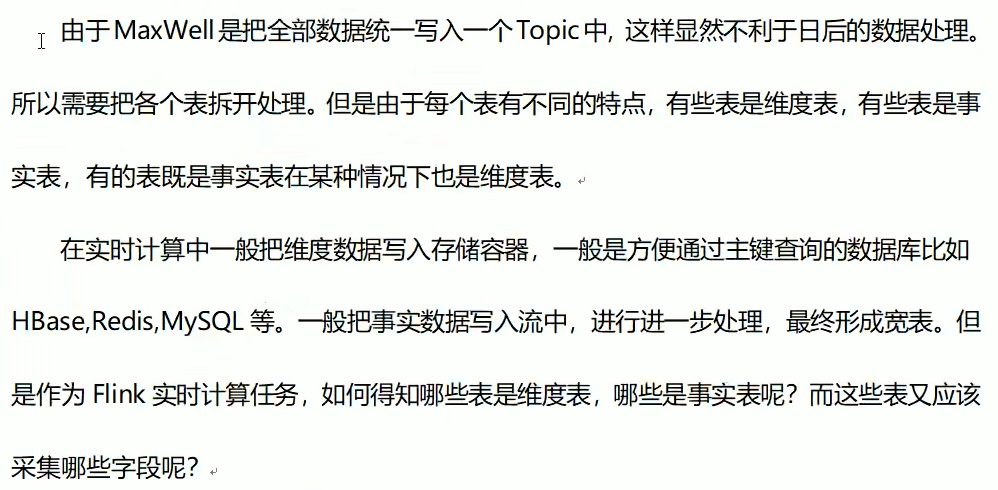 由于 MaxWell 是把全部数据统一写入一个 Topic 中, 这样显然不利于日后的数据处理。
所以需要把各个表拆开处理。但是由于每个表有不同的特点，有些表是维度表，有些表是事
实表，有的表既是事实表在某种情况下也是维度表。
在实时计算中一般把维度数据写入存储容器，一般是方便通过主键查询的数据库比如
HBase,Redis,MySQL 等。一般把事实数据写入流中，进行进一步处理，最终形成宽表。但
是作为 Flink 实时计算任务，如何得知哪些表是维度表，哪些是事实表呢？而这些表又应该
采集哪些字段呢？